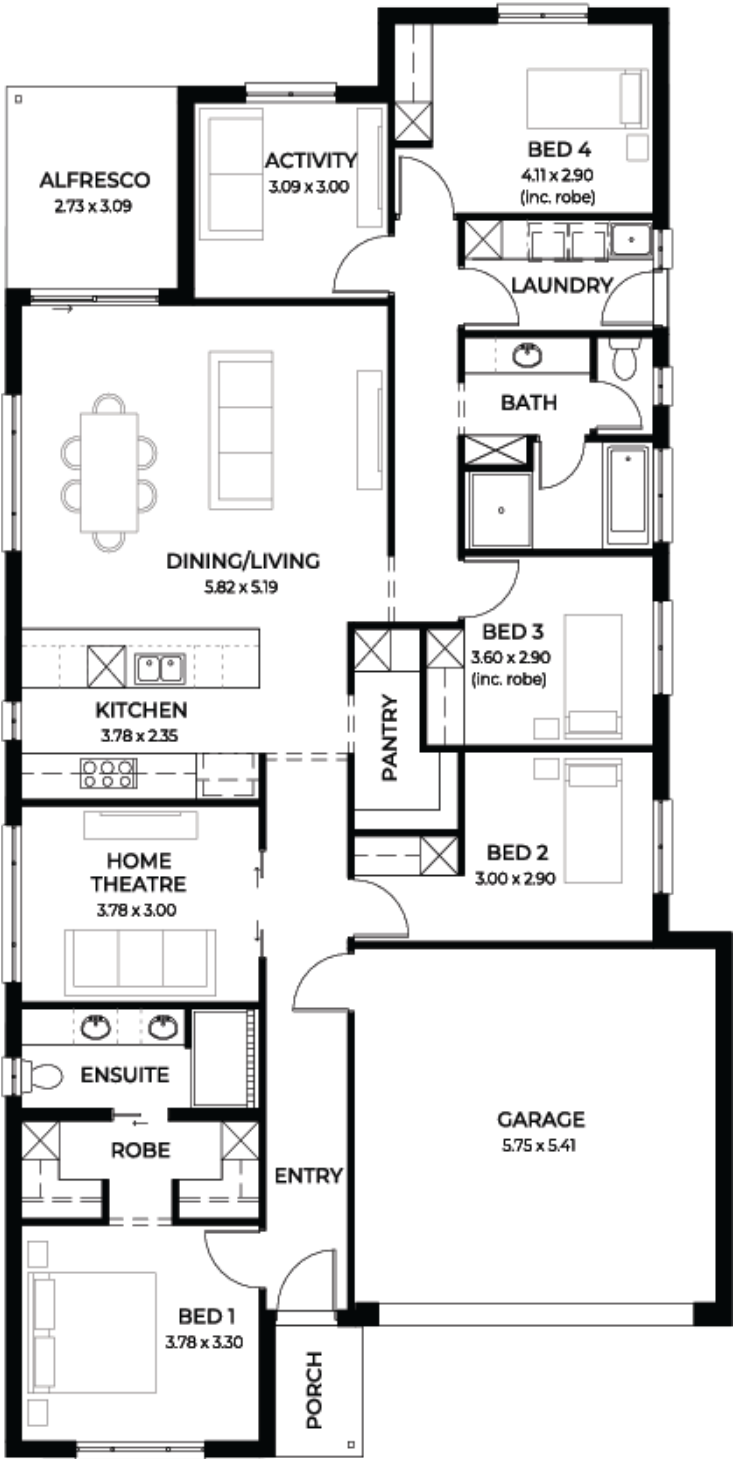 BED 4
4.11 x 2.90
(inc. robe)
ACTIVITY
3.09 x 3.00
ALFRESCO
2.73 x 3.09
LAUNDRY
BATH
DINING/LIVING
5.82 x 5.19
BED 3
3.60 x 2.90
(inc. robe)
KITCHEN
3.78 x 2.35
PANTRY
HOME
THEATRE
3.78 x 3.00
BED 2
3.00 x 2.90
ENSUITE
ROBE
ENTRY
GARAGE
5.75 x 5.41
BED 1
3.78 x 3.30
PORCH